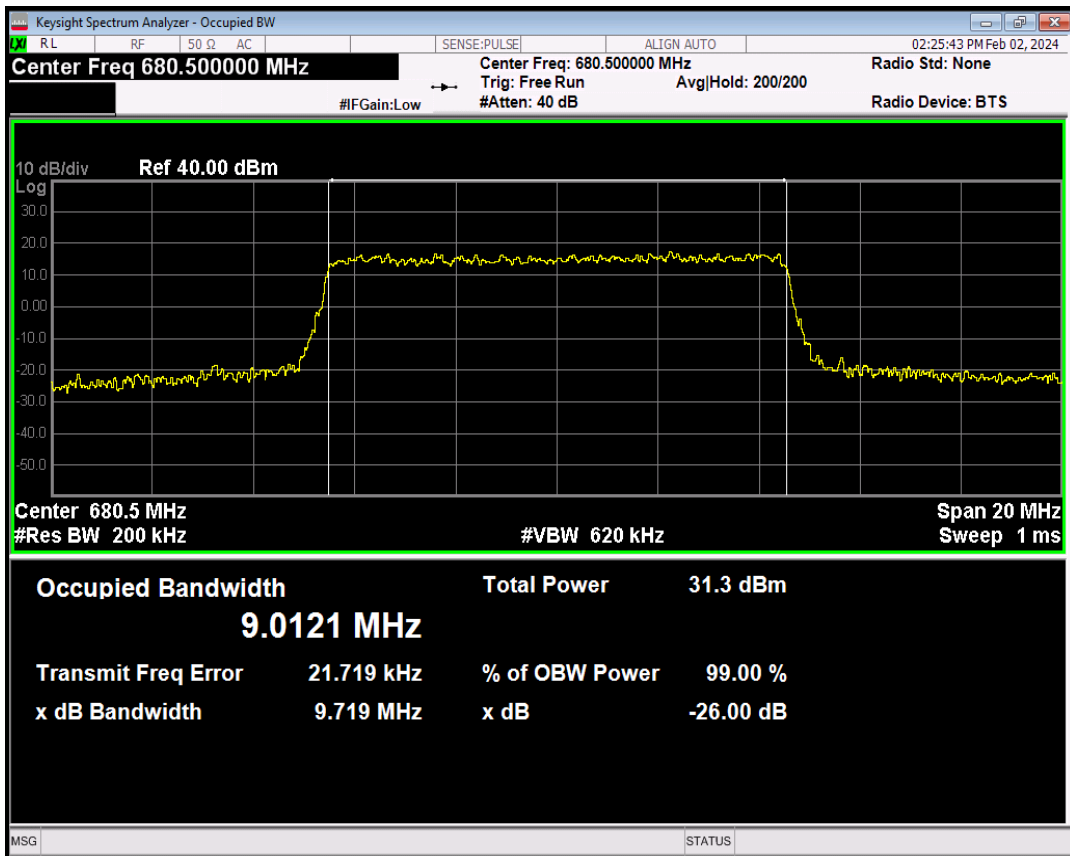 Keysight Spectrum Analyzer - Occupied BW
LXI RL RF 50 Ω AC SENSE:PULSE ALIGN AUTO 02:25:43 PM Feb 02, 2024
Center Freq 680.500000 MHz Center Freq: 680.500000 MHz Radio Std: None
Trig: Free Run Avg|Hold: 200/200
#IFGain:Low #Atten: 40 dB Radio Device: BTS
10 dB/div Ref 40.00 dBm
Log
30.0
20.0
10.0
0.00
-10.0
-20.0
-30.0
-40.0
-50.0
Center 680.5 MHz Span 20 MHz
#Res BW 200 kHz #VBW 620 kHz Sweep 1 ms
Occupied Bandwidth Total Power 31.3 dBm
9.0121 MHz
Transmit Freq Error 21.719 kHz % of OBW Power 99.00 %
x dB Bandwidth 9.719 MHz x dB -26.00 dB
MSG STATUS